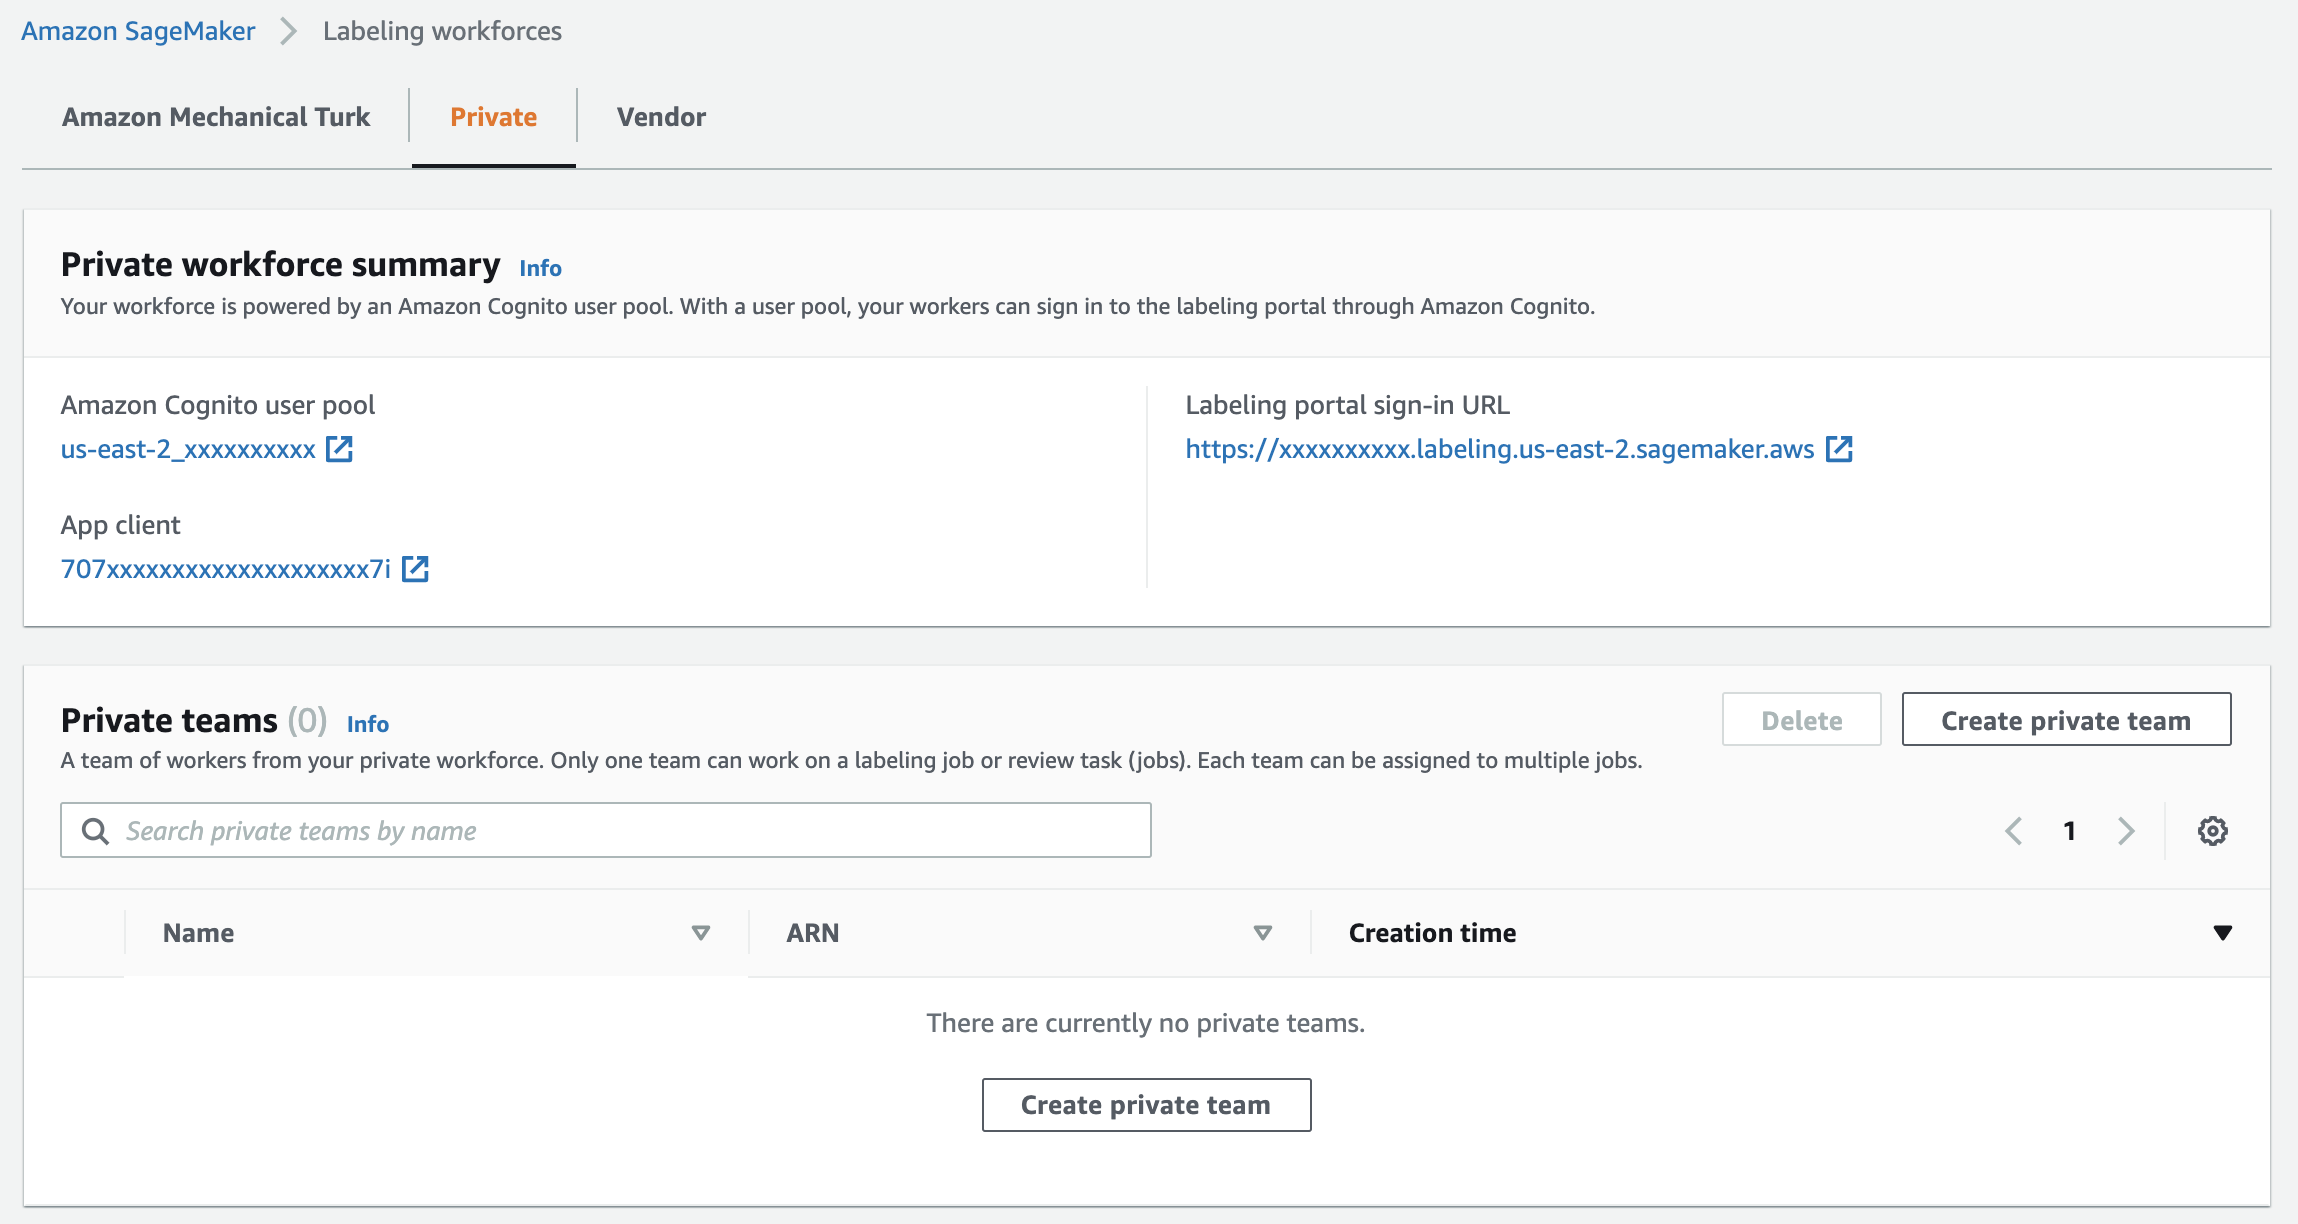 Amazon SageMaker > Labeling workforces
Amazon Mechanical Turk Private Vendor
Private workforce summary Info
Your workforce is powered by an Amazon Cognito user pool. With a user pool, your workers can sign in to the labeling portal through Amazon Cognito.
Amazon Cognito user pool
us-east-2_xxxxxxxxxx
App client
707xxxxxxxxxxxxxxxxxxxx7i
Labeling portal sign-in URL
https://xxxxxxxxxx.labeling.us-east-2.sagemaker.aws
Private teams (0) Info
Delete Create private team
A team of workers from your private workforce. Only one team can work on a labeling job or review task (jobs). Each team can be assigned to multiple jobs.
Search private teams by name
1
Name ARN Creation time
There are currently no private teams.
Create private team